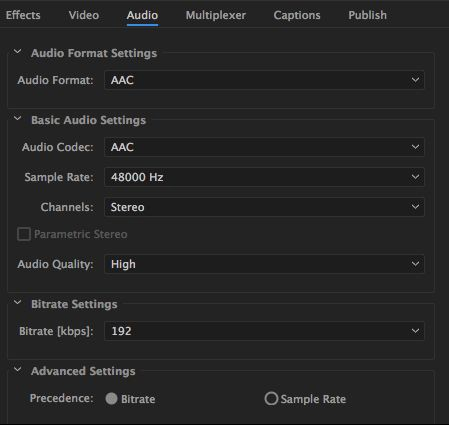 Effects Video Audio Multiplexer Captions Publish
Audio Format Settings
Audio Format: AAC
Basic Audio Settings
Audio Codec: AAC
Sample Rate: 48000 Hz
Channels: Stereo
Parametric Stereo
Audio Quality: High
Bitrate Settings
Bitrate [kbps]: 192
Advanced Settings
Precedence: Bitrate Sample Rate